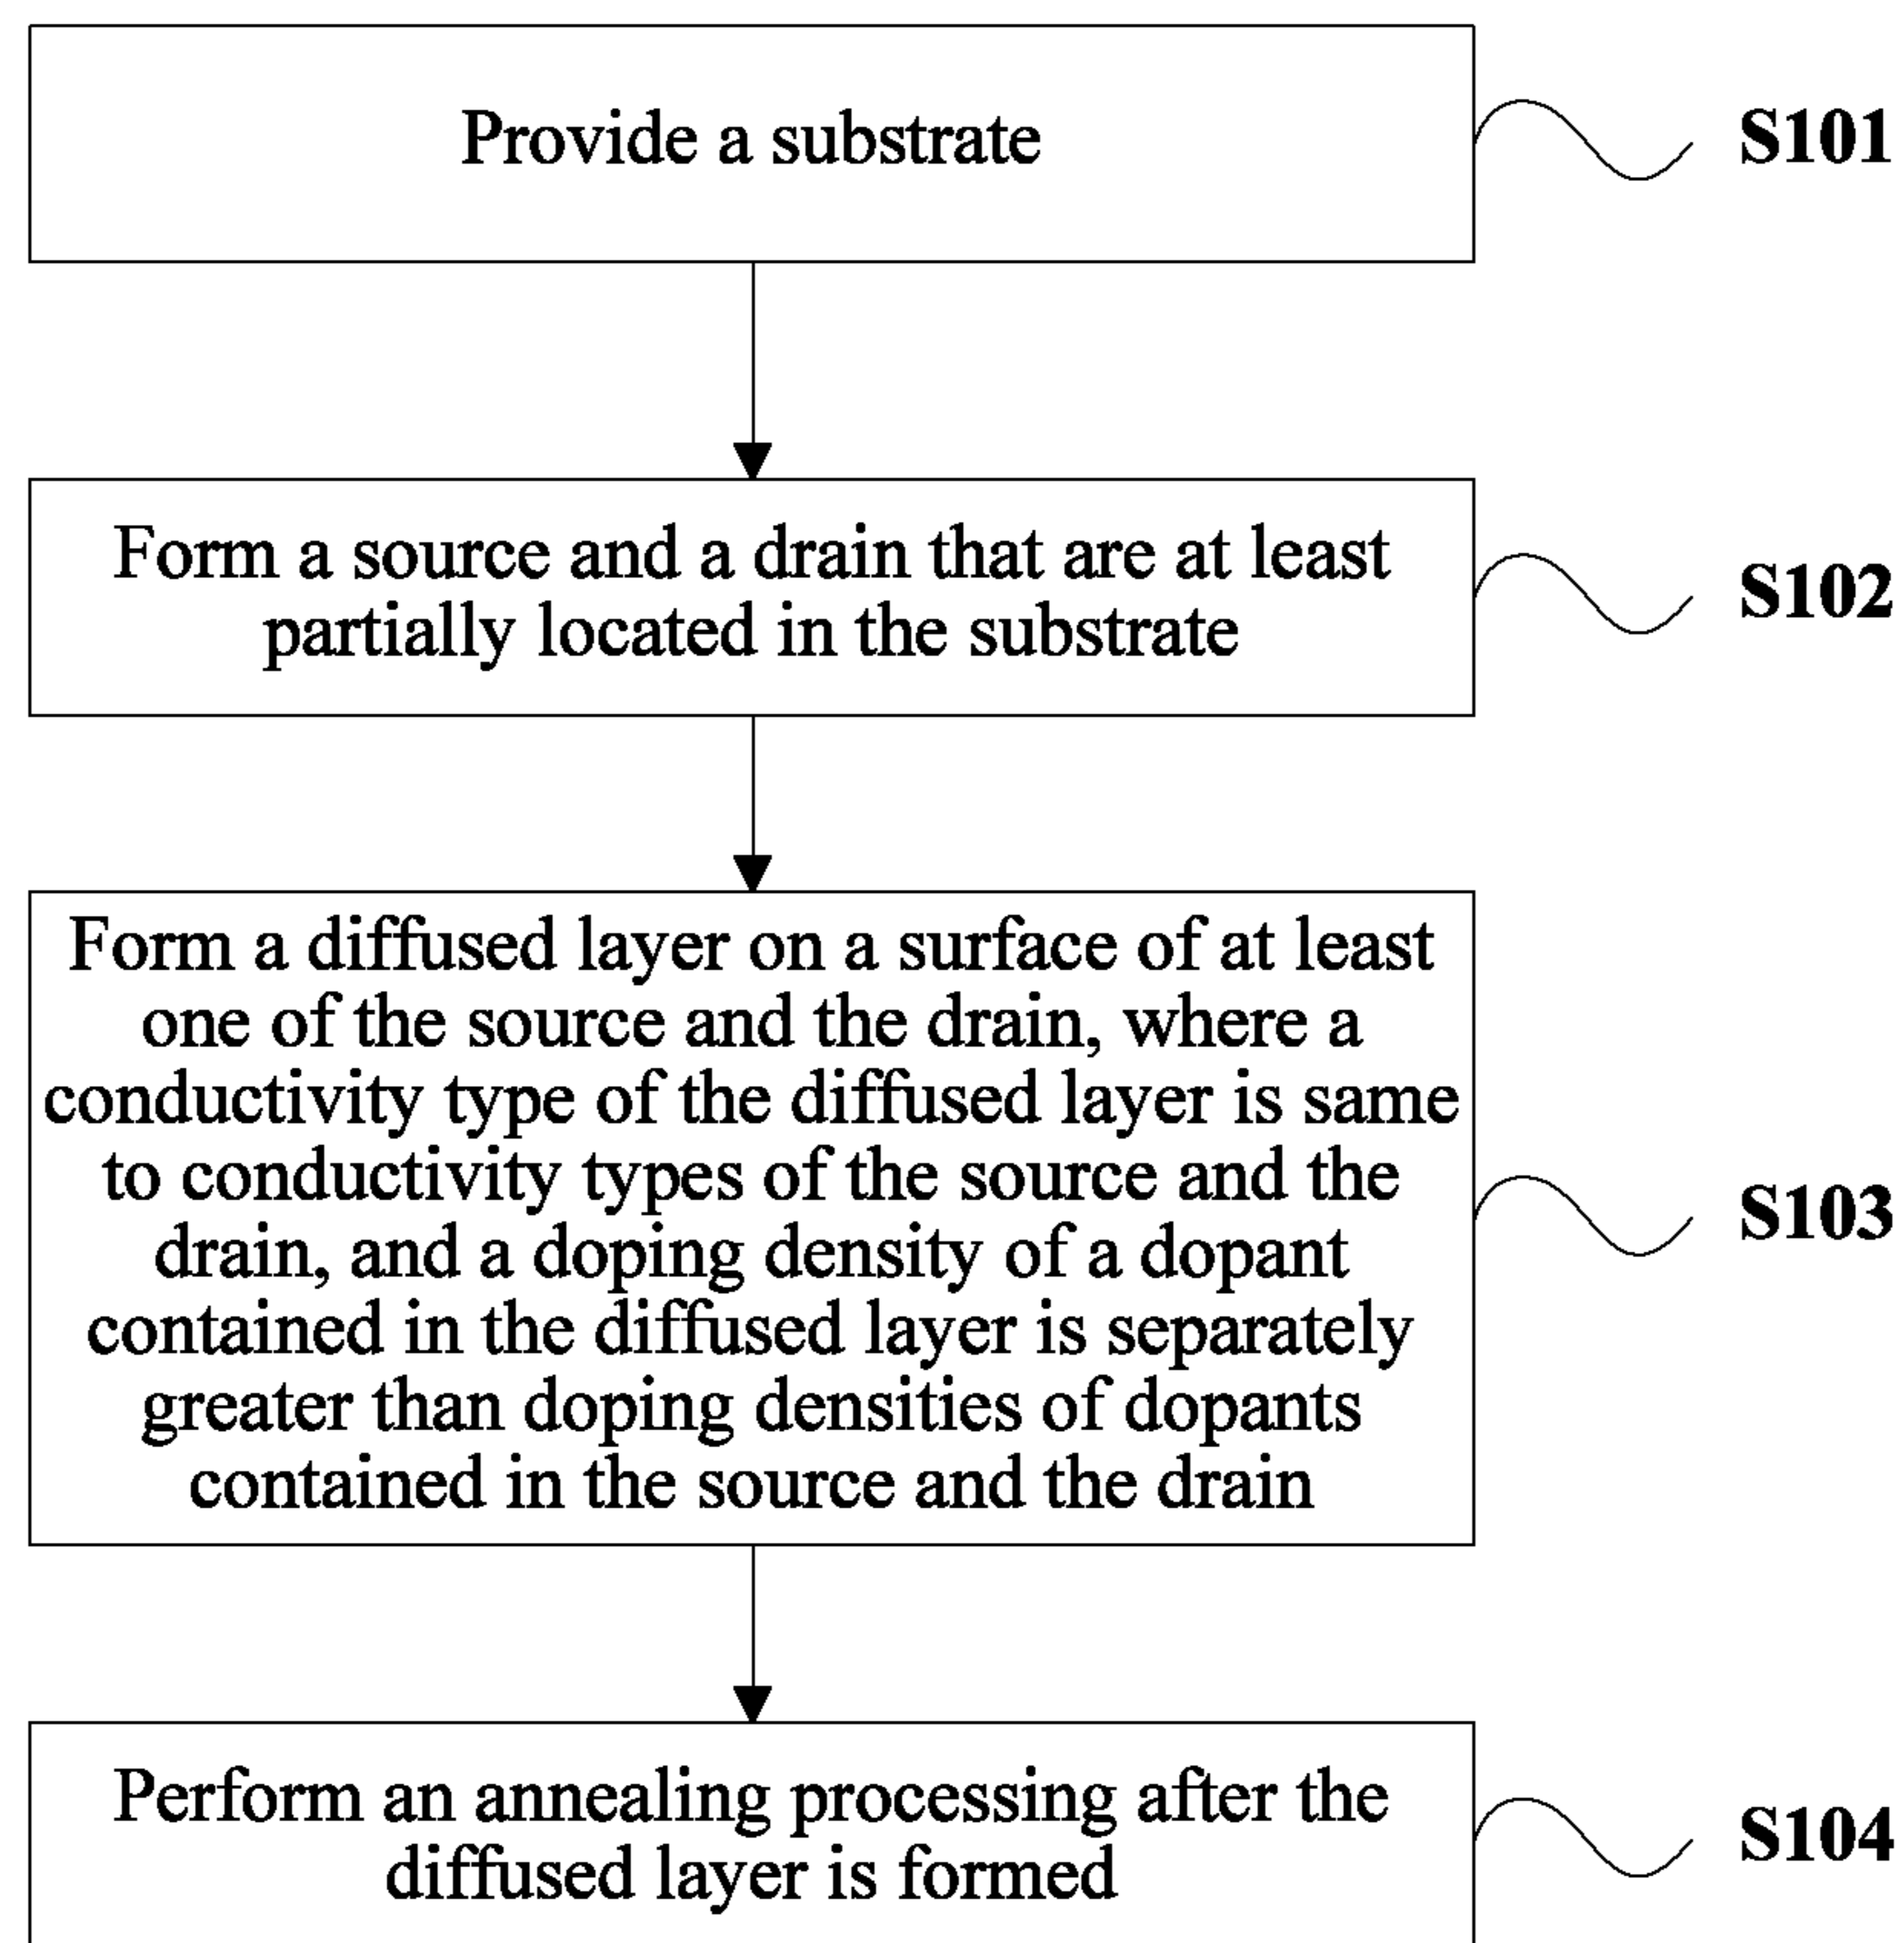 Provide a substrate
S101
Form a source and a drain that are at least
partially located in the substrate
S102
Form a diffused layer on a surface of at least
one of the source and the drain, where a
conductivity type of the diffused layer is same
to conductivity types of the source and the
drain, and a doping density of a dopant
contained in the diffused layer is separately
greater than doping densities of dopants
contained in the source and the drain
S103
Perform an annealing processing after the
diffused layer is formed
S104